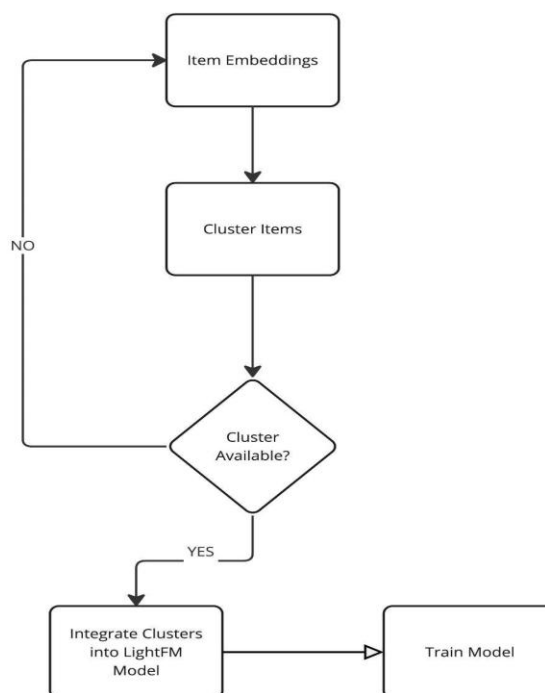 Item Embeddings
Cluster Items
NO
Cluster
Available?
YES
Integrate Clusters
into LightFM
Model
Train Model